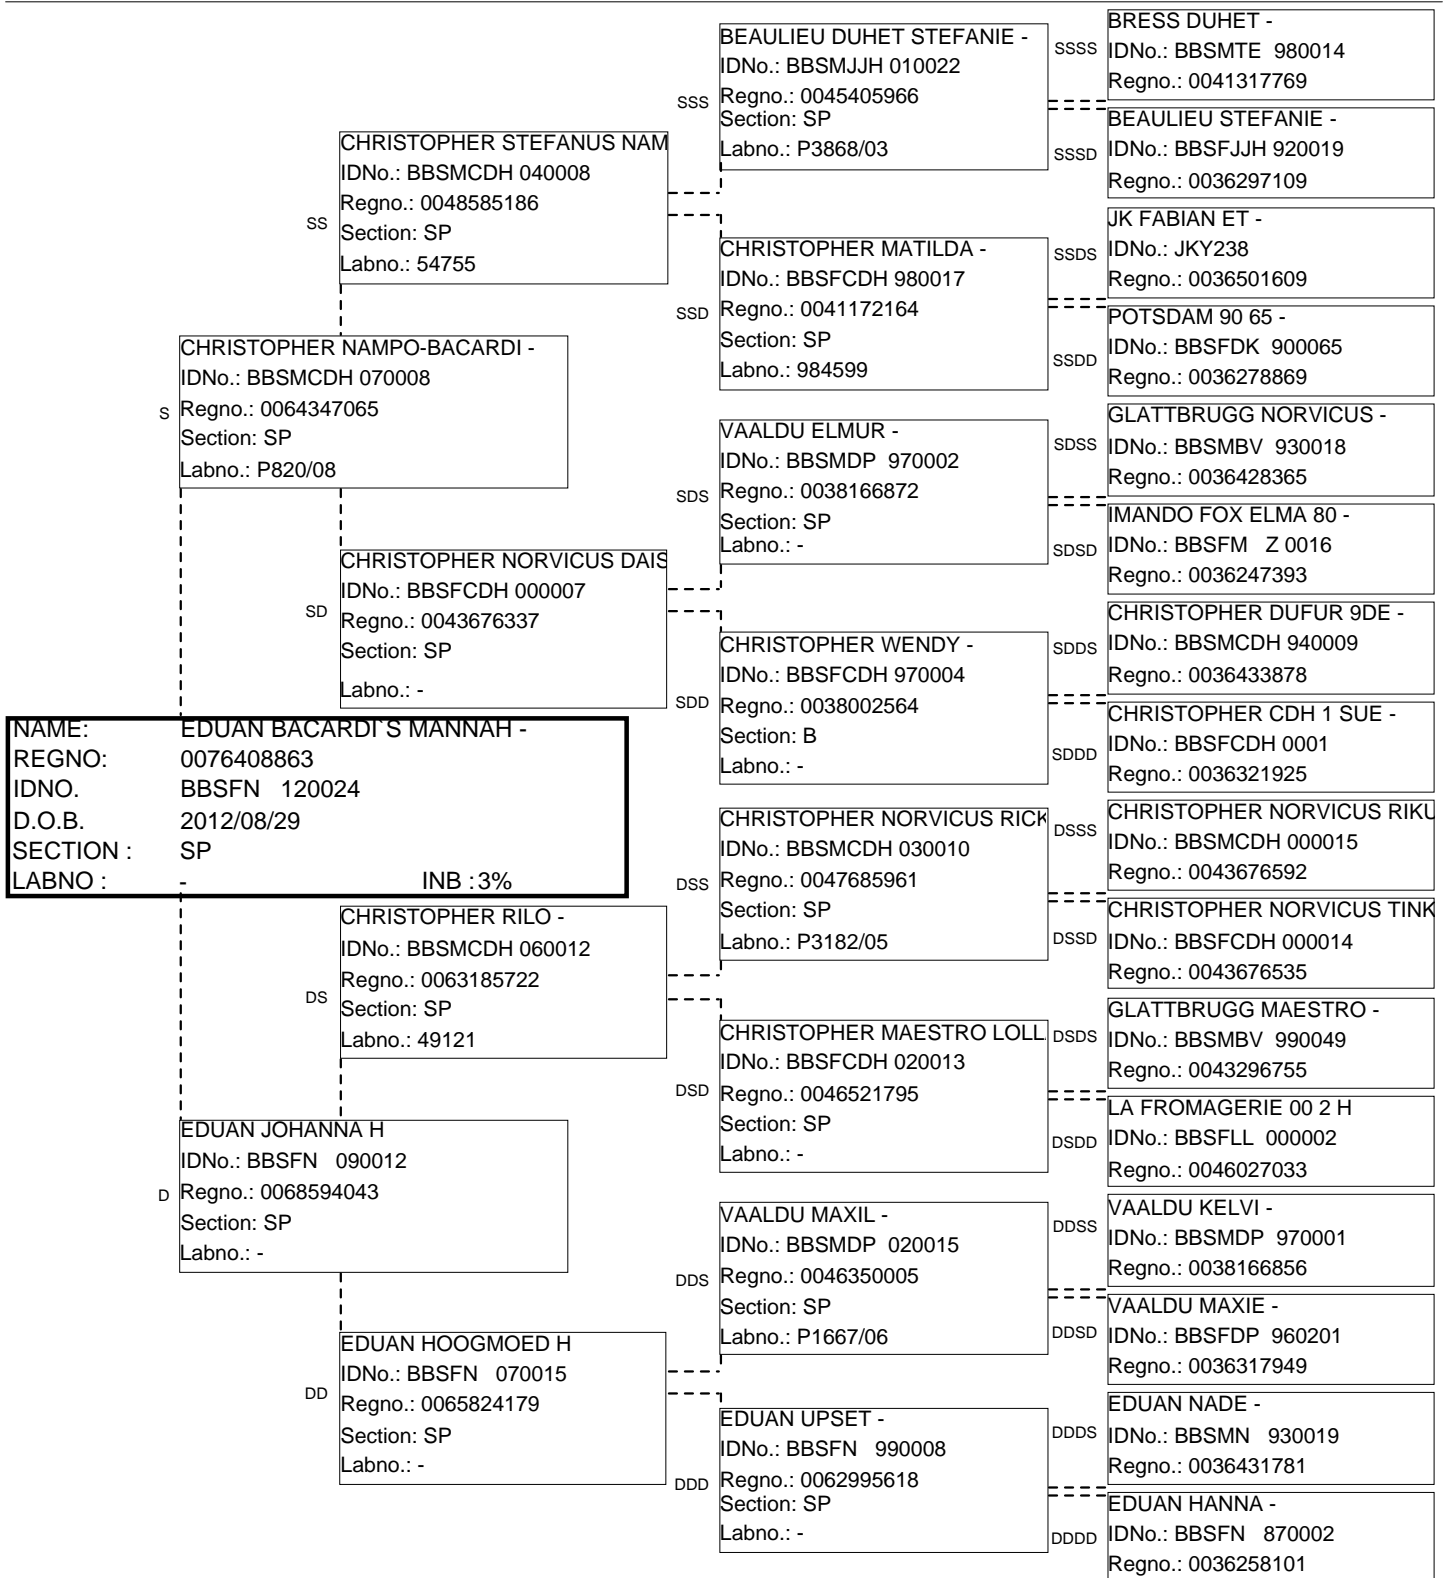 NAME: EDUAN BACARDI`S MANNAH -
REGNO: 0076408863
IDNO. BBSFN 120024
D.O.B. 2012/08/29
SECTION : SP
LABNO : - INB : 3%
S
CHRISTOPHER NAMPO-BACARDI -
IDNo.: BBSMCDH 070008
Regno.: 0064347065
Section: SP
Labno.: P820/08
D
EDUAN JOHANNA H
IDNo.: BBSFN 090012
Regno.: 0068594043
Section: SP
Labno.: -
SS
CHRISTOPHER STEFANUS NAM
IDNo.: BBSMCDH 040008
Regno.: 0048585186
Section: SP
Labno.: 54755
SD
CHRISTOPHER NORVICUS DAIS
IDNo.: BBSFCDH 000007
Regno.: 0043676337
Section: SP
Labno.: -
DS
CHRISTOPHER RILO -
IDNo.: BBSMCDH 060012
Regno.: 0063185722
Section: SP
Labno.: 49121
DD
EDUAN HOOGMOED H
IDNo.: BBSFN 070015
Regno.: 0065824179
Section: SP
Labno.: -
SSS
BEAULIEU DUHET STEFANIE -
IDNo.: BBSMJJH 010022
Regno.: 0045405966
Section: SP
Labno.: P3868/03
SSD
CHRISTOPHER MATILDA -
IDNo.: BBSFCDH 980017
Regno.: 0041172164
Section: SP
Labno.: 984599
SDS
VAALDU ELMUR -
IDNo.: BBSMDP 970002
Regno.: 0038166872
Section: SP
Labno.: -
SDD
CHRISTOPHER WENDY -
IDNo.: BBSFCDH 970004
Regno.: 0038002564
Section: B
Labno.: -
DSS
CHRISTOPHER NORVICUS RICK
IDNo.: BBSMCDH 030010
Regno.: 0047685961
Section: SP
Labno.: P3182/05
DSD
CHRISTOPHER MAESTRO LOLL
IDNo.: BBSFCDH 020013
Regno.: 0046521795
Section: SP
Labno.: -
DDS
VAALDU MAXIL -
IDNo.: BBSMDP 020015
Regno.: 0046350005
Section: SP
Labno.: P1667/06
DDD
EDUAN UPSET -
IDNo.: BBSFN 990008
Regno.: 0062995618
Section: SP
Labno.: -
SSSS
BRESS DUHET -
IDNo.: BBSMTE 980014
Regno.: 0041317769
SSSD
BEAULIEU STEFANIE -
IDNo.: BBSFJJH 920019
Regno.: 0036297109
SSDS
JK FABIAN ET -
IDNo.: JKY238
Regno.: 0036501609
SSDD
POTSDAM 90 65 -
IDNo.: BBSFDK 900065
Regno.: 0036278869
SDSS
GLATTBRUGG NORVICUS -
IDNo.: BBSMBV 930018
Regno.: 0036428365
SDSD
IMANDO FOX ELMA 80 -
IDNo.: BBSFM Z 0016
Regno.: 0036247393
SDDS
CHRISTOPHER DUFUR 9DE -
IDNo.: BBSMCDH 940009
Regno.: 0036433878
SDDD
CHRISTOPHER CDH 1 SUE -
IDNo.: BBSFCDH 0001
Regno.: 0036321925
DSSS
CHRISTOPHER NORVICUS RIKU
IDNo.: BBSMCDH 000015
Regno.: 0043676592
DSSD
CHRISTOPHER NORVICUS TINK
IDNo.: BBSFCDH 000014
Regno.: 0043676535
DSDS
GLATTBRUGG MAESTRO -
IDNo.: BBSMBV 990049
Regno.: 0043296755
DSDD
LA FROMAGERIE 00 2 H
IDNo.: BBSFLL 000002
Regno.: 0046027033
DDSS
VAALDU KELVI -
IDNo.: BBSMDP 970001
Regno.: 0038166856
DDSD
VAALDU MAXIE -
IDNo.: BBSFDP 960201
Regno.: 0036317949
DDDS
EDUAN NADE -
IDNo.: BBSMN 930019
Regno.: 0036431781
DDDD
EDUAN HANNA -
IDNo.: BBSFN 870002
Regno.: 0036258101